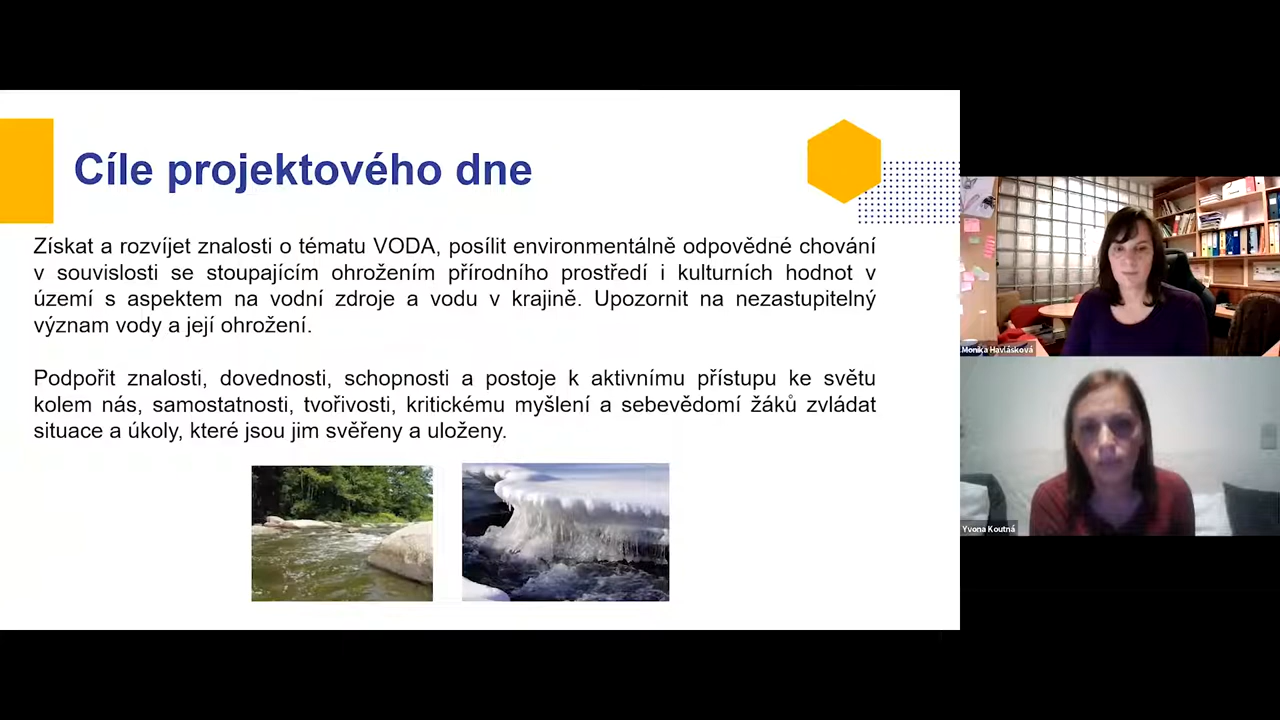 Cíle projektového dne
Získat a rozvíjet znalosti o tématu VODA, posílit environmentálně odpovědné chování
v souvislosti se stoupajícím ohrožením přírodního prostředí i kulturních hodnot v
území s aspektem na vodní zdroje a vodu v krajině. Upozornit na nezastupitelný
význam vody a její ohrožení.
Podpořit znalosti, dovednosti, schopnosti a postoje k aktivnímu přístupu ke světu
kolem nás, samostatnosti, tvořivosti, kritickému myšlení a sebevědomí žáků zvládat
situace a úkoly, které jsou jim svěřeny a uloženy.
Monika Havlásková
Yvona Koutná